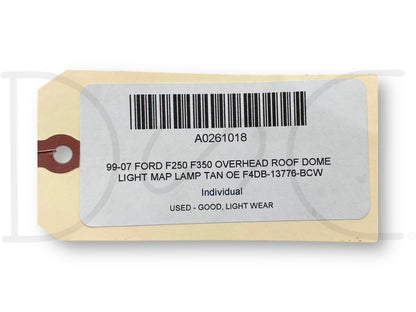 A0261018
99-07 FORD F250 F350 OVERHEAD ROOF DOME
LIGHT MAP LAMP TAN OE F4DB-13776-BCW
Individual
USED - GOOD, LIGHT WEAR